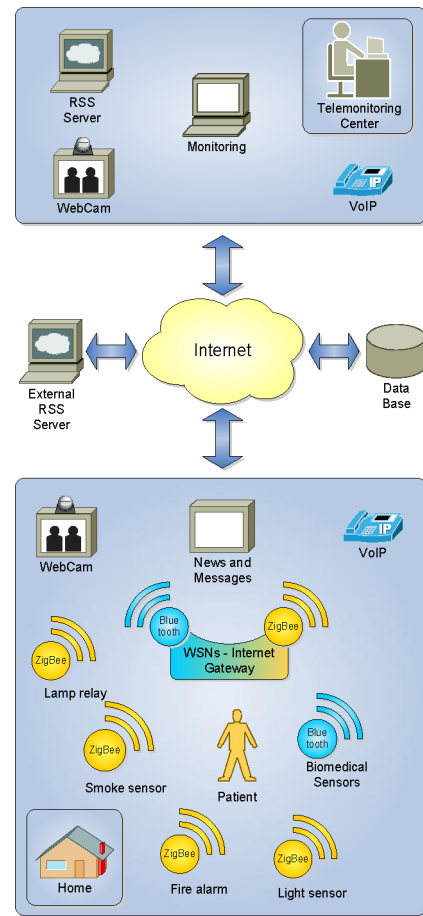 RSS
Server
Monitoring
Telemonitoring
Center
WebCam
IP
VoIP
Internet
External
RSS
Server
Data
Base
WebCam
News and
Messages
IP
VoIP
Blue
tooth
ZigBee
WSNs - Internet
Gateway
ZigBee
Lamp relay
ZigBee
Smoke sensor
Patient
Blue
tooth
Biomedical
Sensors
Home
ZigBee
Fire alarm
ZigBee
Light sensor